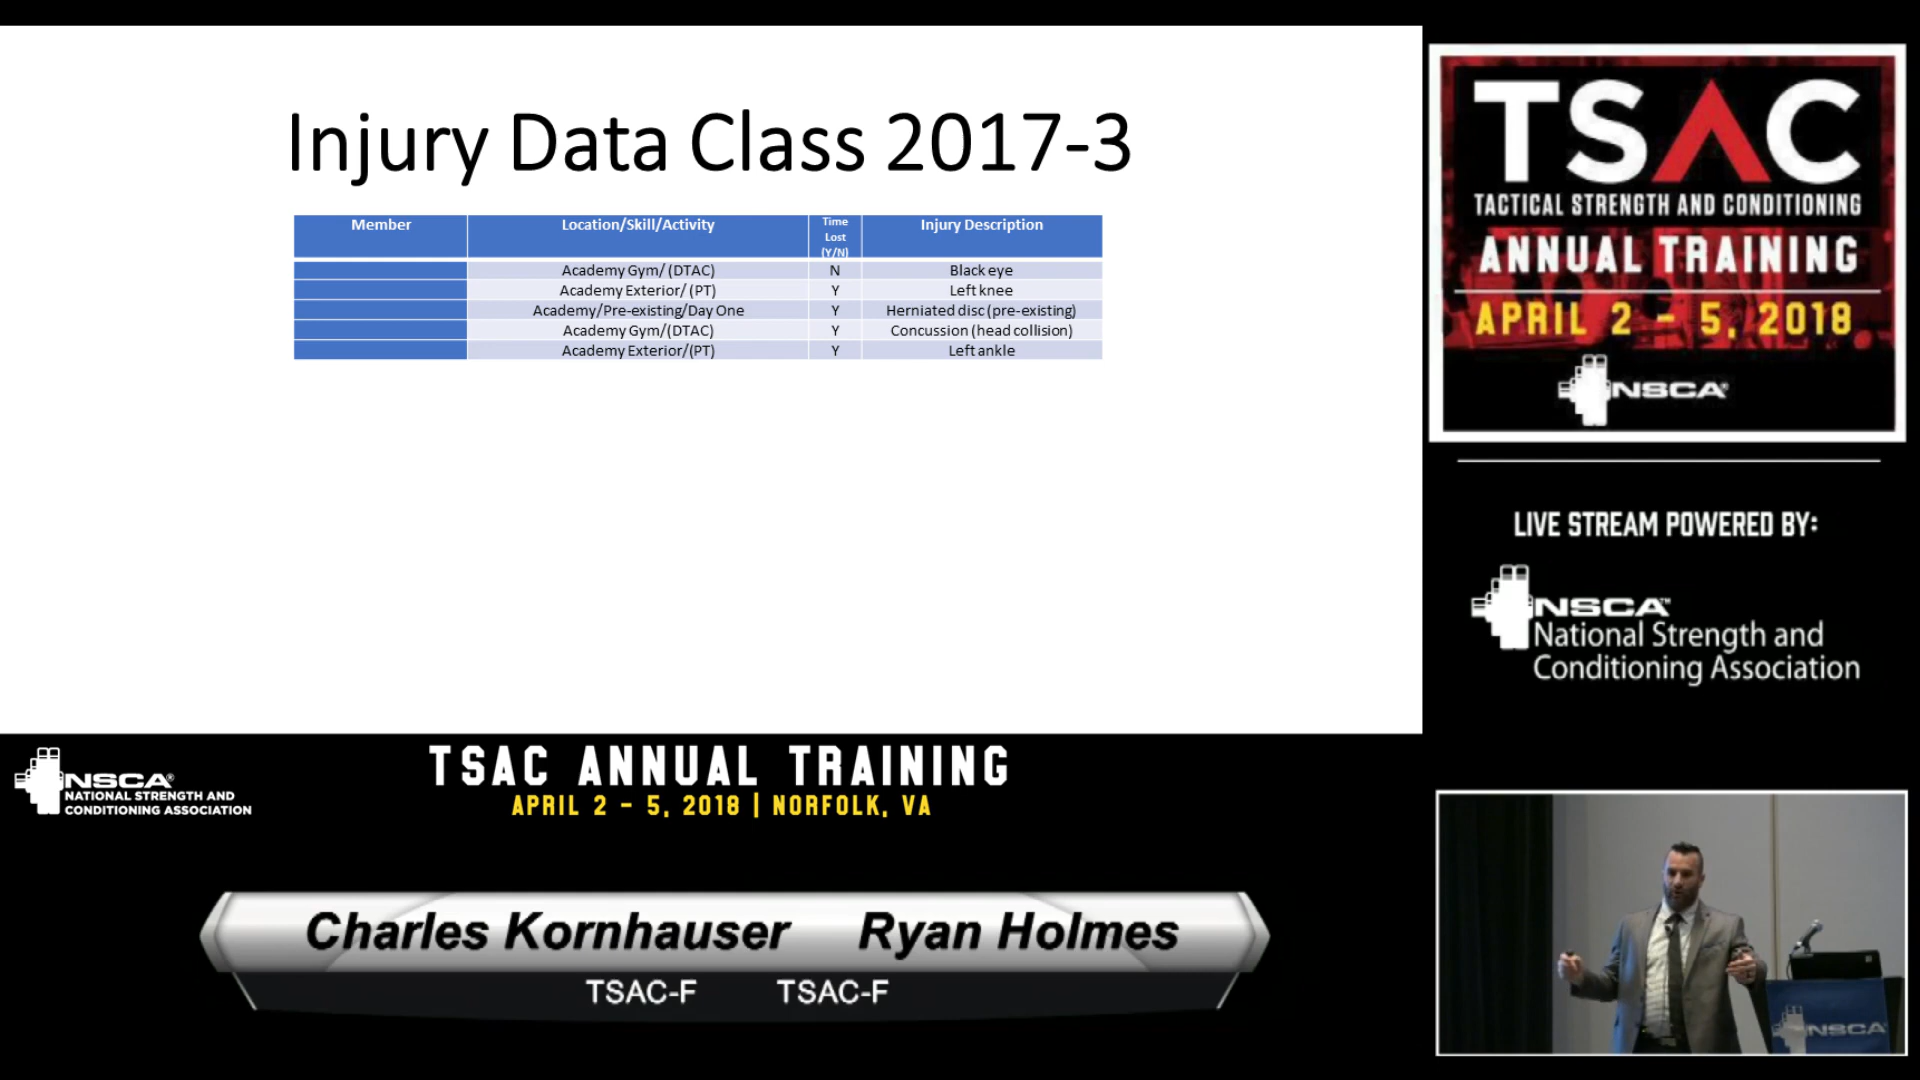 Injury Data Class 2017-3
Member Location/Skill/Activity Time Lost (Y/N) Injury Description
Academy Gym/ (DTAC) N Black eye
Academy Exterior/ (PT) Y Left knee
Academy/Pre-existing/Day One Y Herniated disc (pre-existing)
Academy Gym/(DTAC) Y Concussion (head collision)
Academy Exterior/(PT) Y Left ankle
TSAC
TACTICAL STRENGTH AND CONDITIONING
ANNUAL TRAINING
APRIL 2 - 5, 2018
NSCA®
LIVE STREAM POWERED BY:
NSCA™
National Strength and
Conditioning Association
NSCA®
NATIONAL STRENGTH AND
CONDITIONING ASSOCIATION
TSAC ANNUAL TRAINING
APRIL 2 - 5, 2018 | NORFOLK, VA
Charles Kornhauser Ryan Holmes
TSAC-F TSAC-F
NSCA